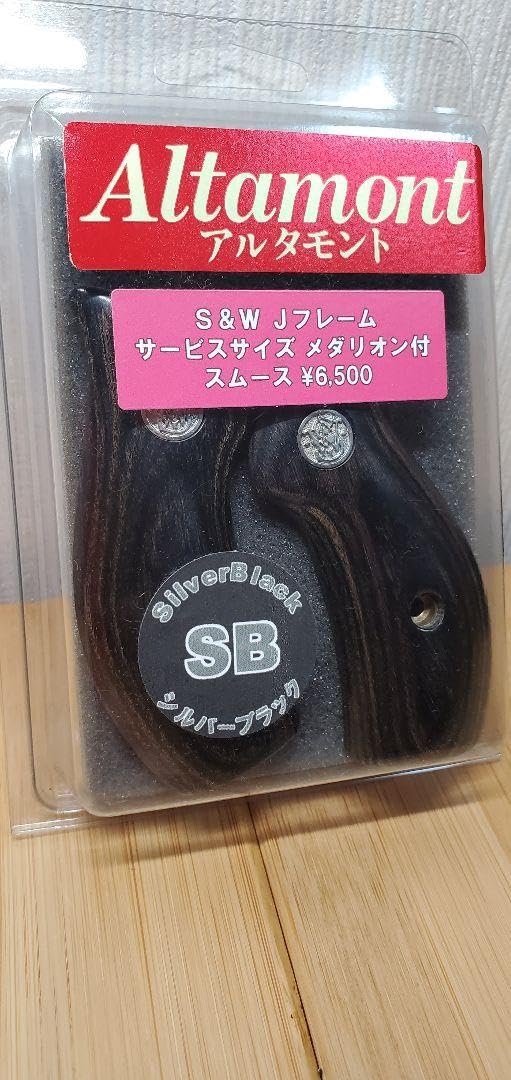 Altamont
アルタモント
S&W Jフレーム
サービスサイズ メダリオン付
スムース ¥6,500
SilverBlack
SB
シルバーブラック